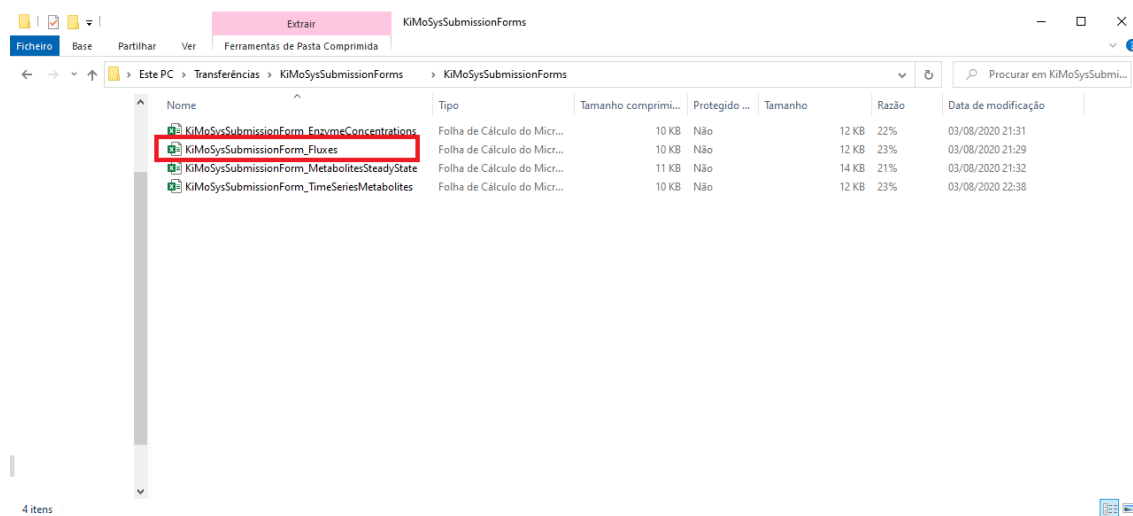 Extrair KiMoSysSubmissionForms
Ficheiro Base Partilhar Ver Ferramentas de Pasta Comprimida
Este PC > Transferências > KiMoSysSubmissionForms > KiMoSysSubmissionForms Procurar em KiMoSysSubmi...
Nome Tipo Tamanho comprimi... Protegido ... Tamanho Razão Data de modificação
KiMoSysSubmissionForm_EnzymeConcentrations Folha de Cálculo do Micr... 10 KB Não 12 KB 22% 03/08/2020 21:31
KiMoSysSubmissionForm_Fluxes Folha de Cálculo do Micr... 10 KB Não 12 KB 23% 03/08/2020 21:29
KiMoSysSubmissionForm_MetabolitesSteadyState Folha de Cálculo do Micr... 11 KB Não 14 KB 21% 03/08/2020 21:32
KiMoSysSubmissionForm_TimeSeriesMetabolites Folha de Cálculo do Micr... 10 KB Não 12 KB 23% 03/08/2020 22:38
4 itens